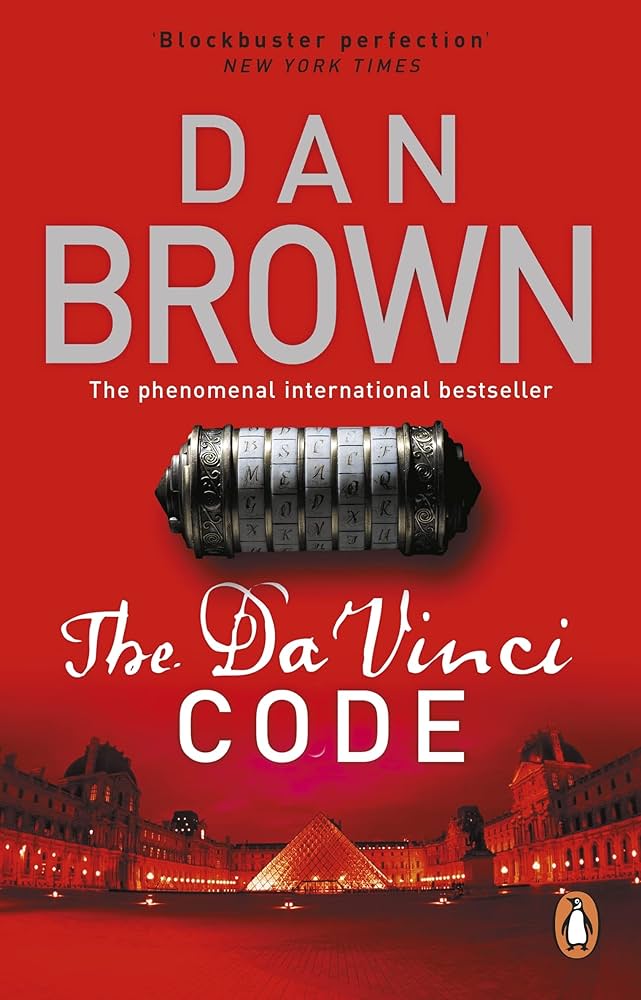 'Blockbuster perfection'
NEW YORK TIMES
DAN
BROWN
The phenomenal international bestseller
The Da Vinci
CODE